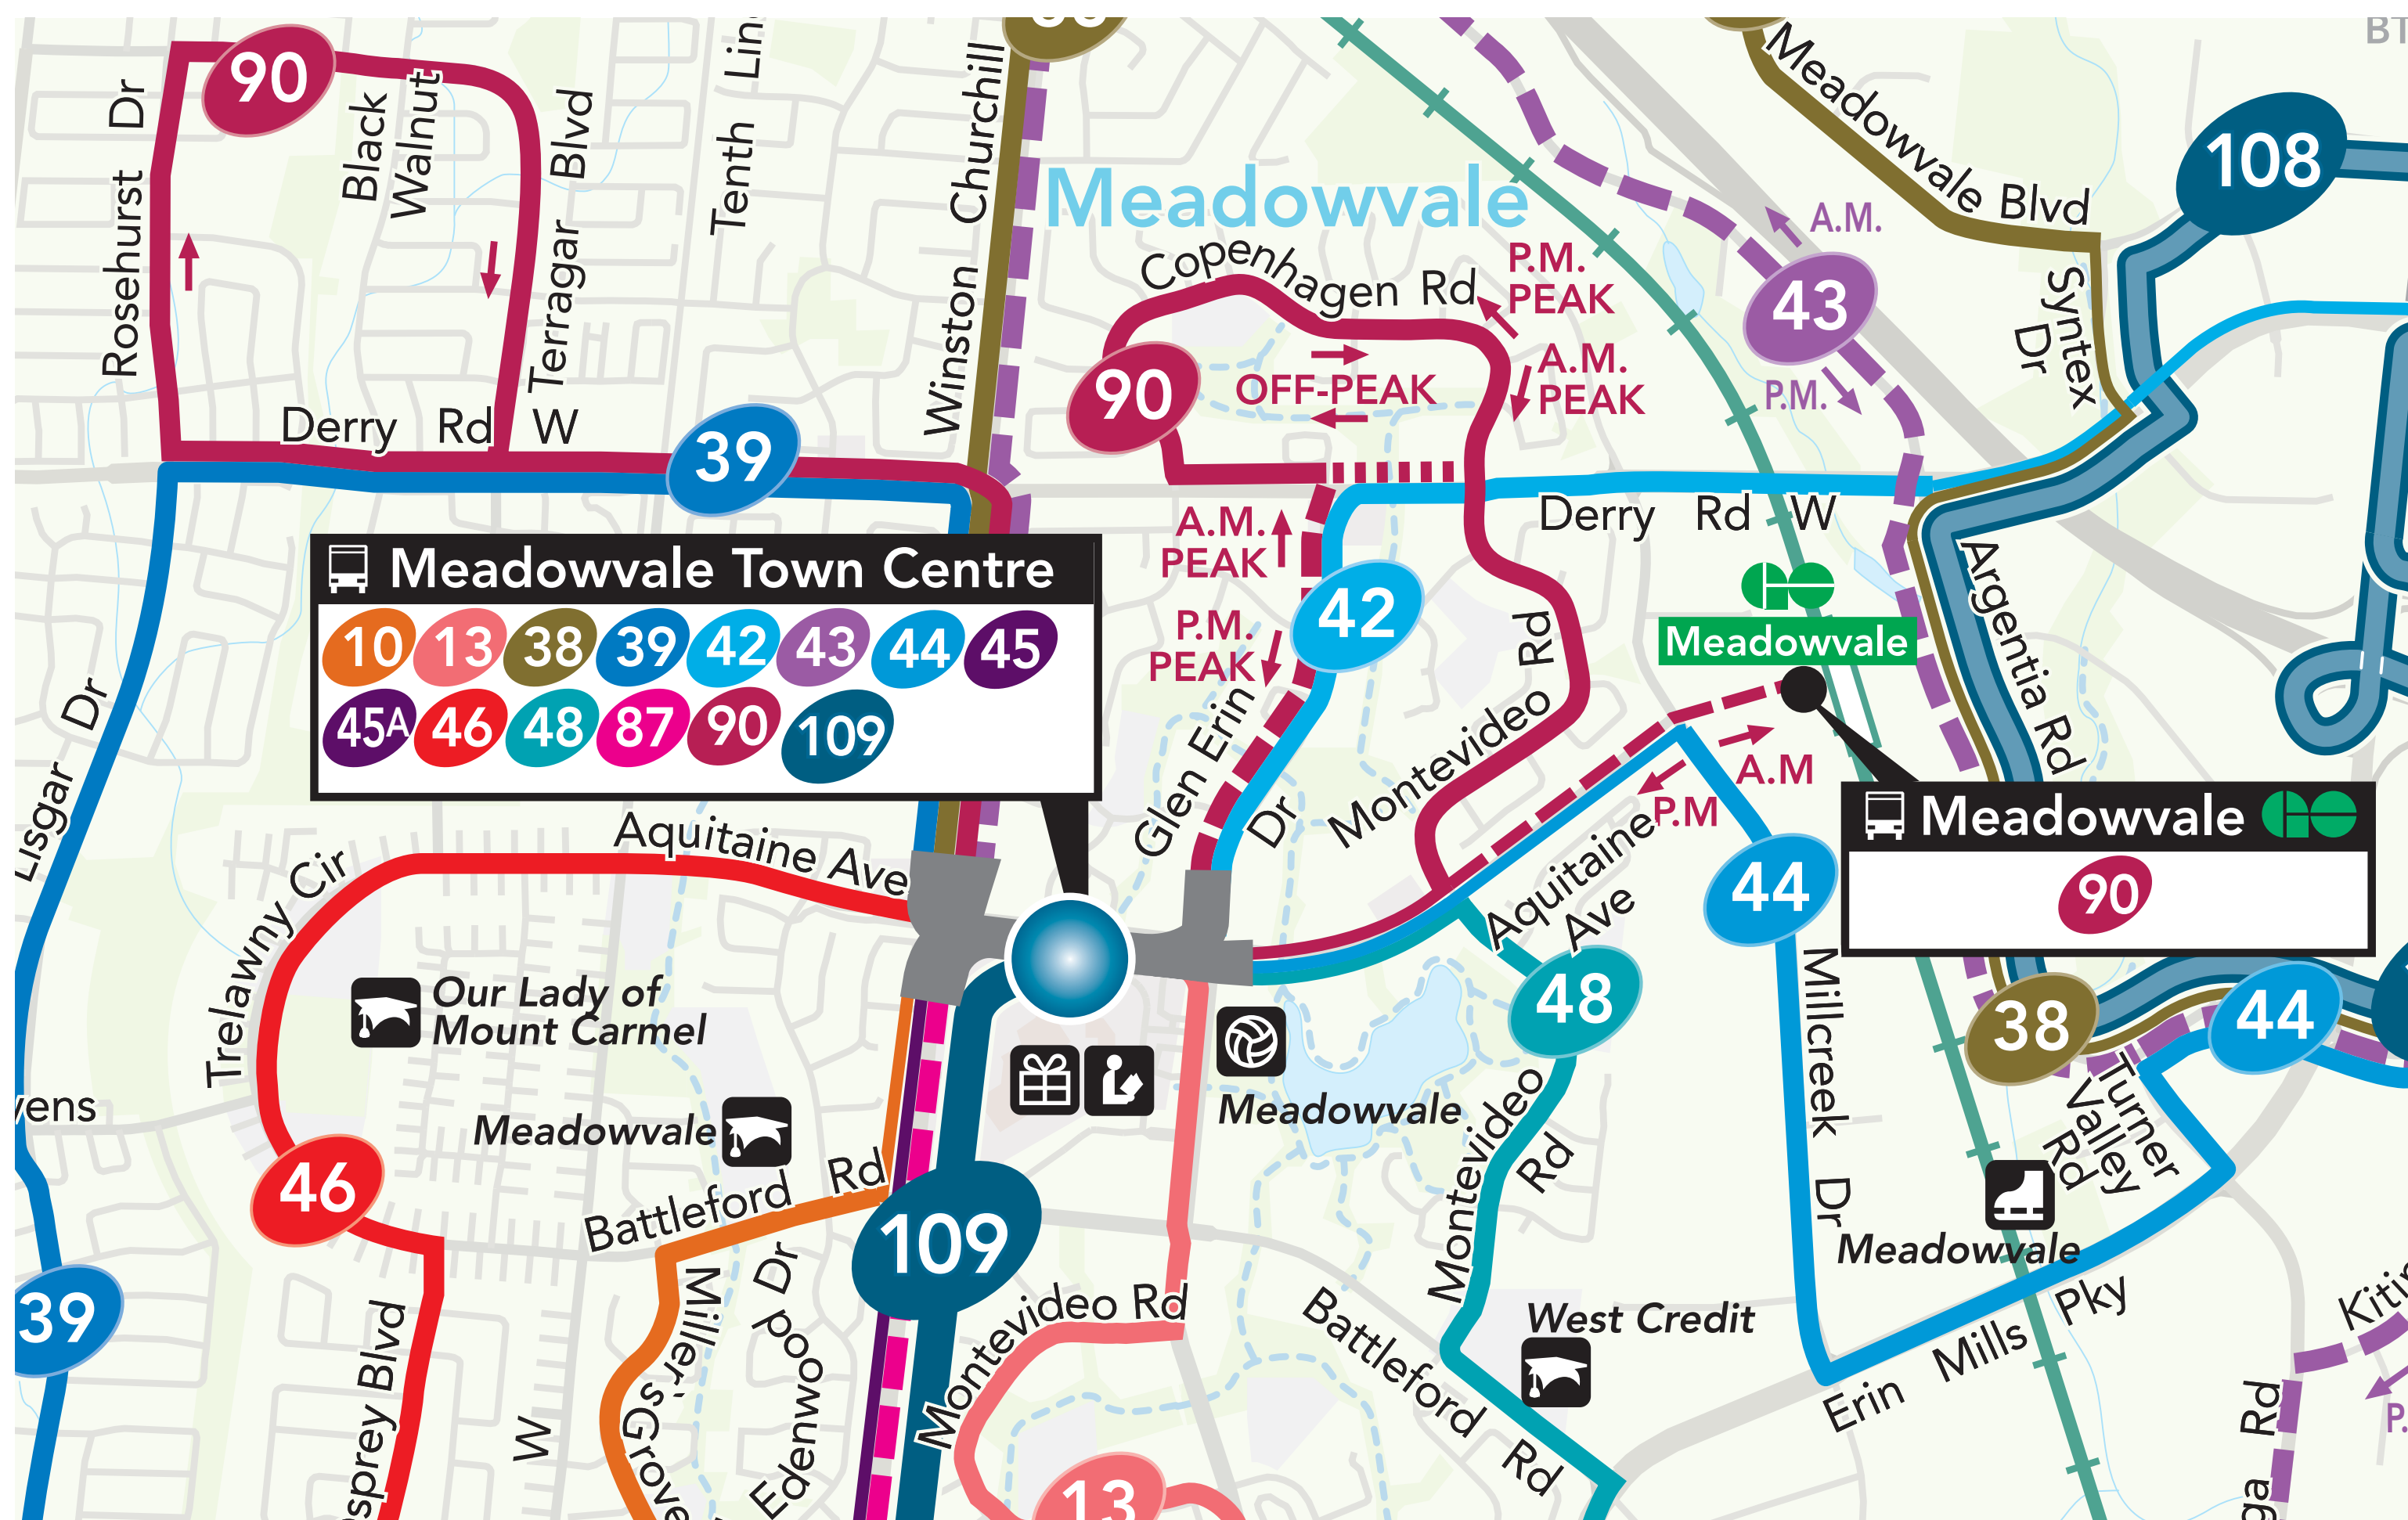 90
Rosehurst Dr
Black
Walnut
Terragar Blvd
Derry Rd W
39
Winston Churchill
Meadowvale
Copenhagen Rd
P.M.
PEAK
A.M.
PEAK
OFF-PEAK
90
A.M.
43
P.M.
Meadowvale Blvd
Syntex
Dr
108
Derry Rd W
Argentia Rd
A.M.
PEAK
P.M.
PEAK
42
Glen Erin
Dr
Montevideo Rd
Meadowvale
Meadowvale Town Centre
10 13 38 39 42 43 44 45
45A 46 48 87 90 109
A.M
P.M
Meadowvale GO
90
Lisgar Dr
Aquitaine Ave
Trelawny Cir
Aquitaine
Ave
44
48
38
44
Millcreek Dr
Turner
Valley
Rd
Our Lady of
Mount Carmel
Meadowvale
Meadowvale
Meadowvale
46
Battleford Rd
109
Montevideo
Rd
Montevideo Rd
39
Miller's Grove
Edenwood Dr
W
13
Battleford Rd
West Credit
Erin Mills Pky